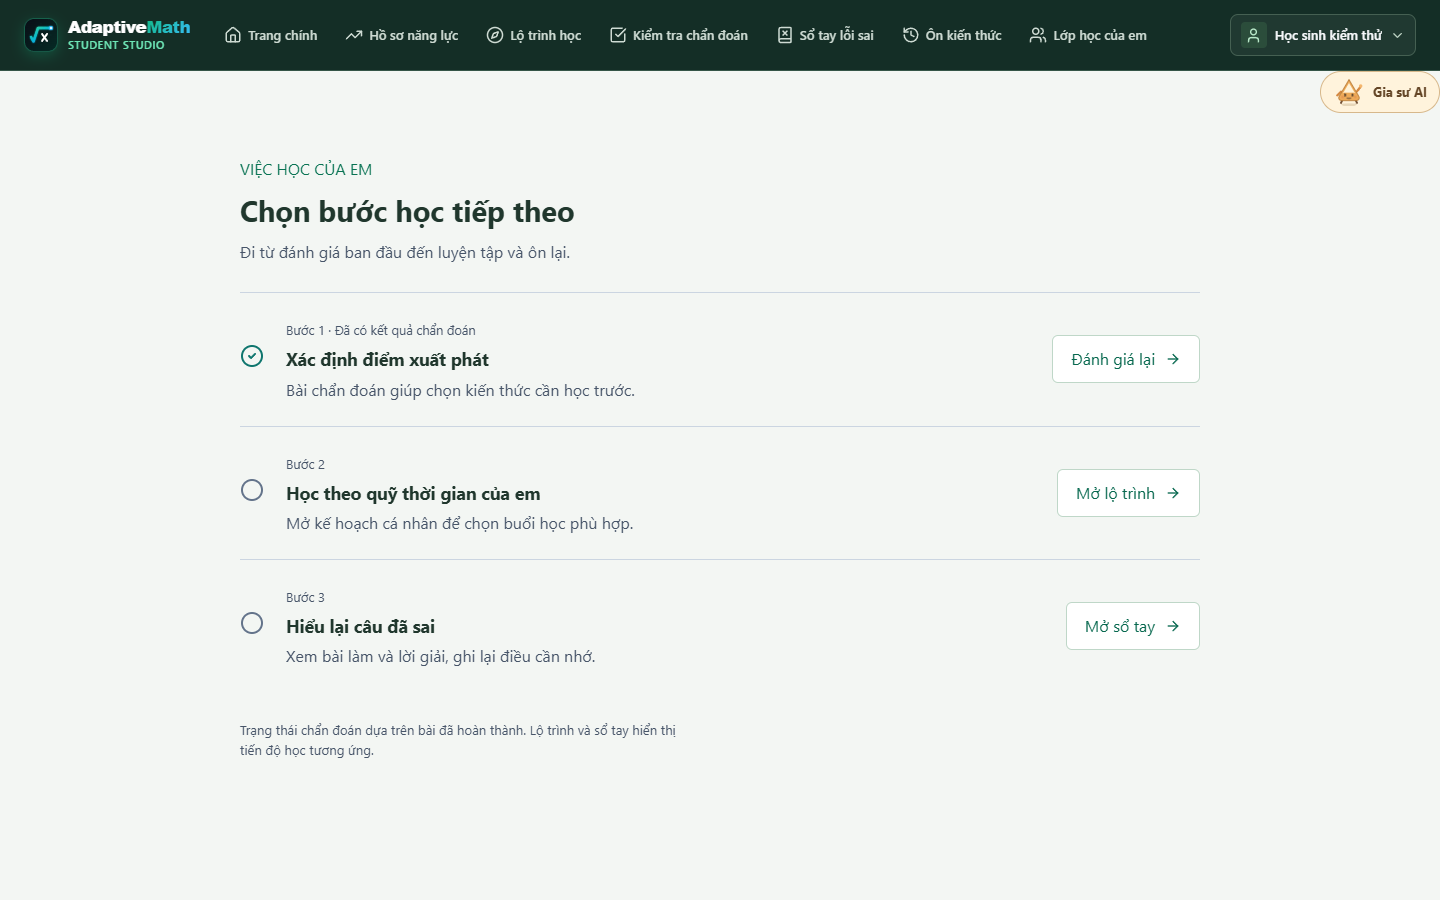 AdaptiveMath
STUDENT STUDIO
Trang chính
Hồ sơ năng lực
Lộ trình học
Kiểm tra chẩn đoán
Sổ tay lỗi sai
Ôn kiến thức
Lớp học của em
Học sinh kiểm thử
Gia sư AI
VIỆC HỌC CỦA EM
Chọn bước học tiếp theo
Đi từ đánh giá ban đầu đến luyện tập và ôn lại.
Bước 1 · Đã có kết quả chẩn đoán
Xác định điểm xuất phát
Bài chẩn đoán giúp chọn kiến thức cần học trước.
Đánh giá lại
Bước 2
Học theo quỹ thời gian của em
Mở kế hoạch cá nhân để chọn buổi học phù hợp.
Mở lộ trình
Bước 3
Hiểu lại câu đã sai
Xem bài làm và lời giải, ghi lại điều cần nhớ.
Mở sổ tay
Trạng thái chẩn đoán dựa trên bài đã hoàn thành. Lộ trình và sổ tay hiển thị
tiến độ học tương ứng.